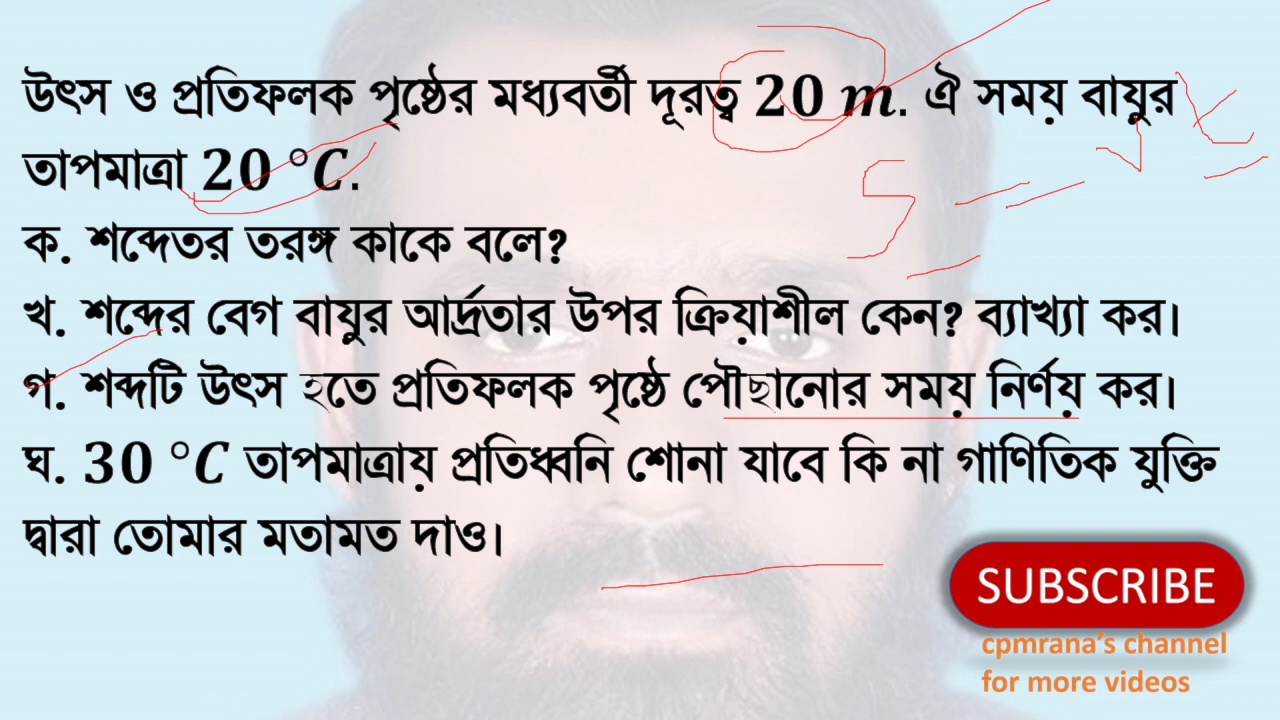 উৎস ও প্রতিফলক পৃষ্ঠের মধ্যবর্তী দূরত্ব 20 m. ঐ সময় বায়ুর
তাপমাত্রা 20 °C.
ক. শব্দেতর তরঙ্গ কাকে বলে?
খ. শব্দের বেগ বায়ুর আর্দ্রতার উপর ক্রিয়াশীল কেন? ব্যাখ্যা কর।
গ. শব্দটি উৎস হতে প্রতিফলক পৃষ্ঠে পৌছানোর সময় নির্ণয় কর।
ঘ. 30 °C তাপমাত্রায় প্রতিধ্বনি শোনা যাবে কি না গাণিতিক যুক্তি
দ্বারা তোমার মতামত দাও।
SUBSCRIBE
cpmrana's channel
for more videos